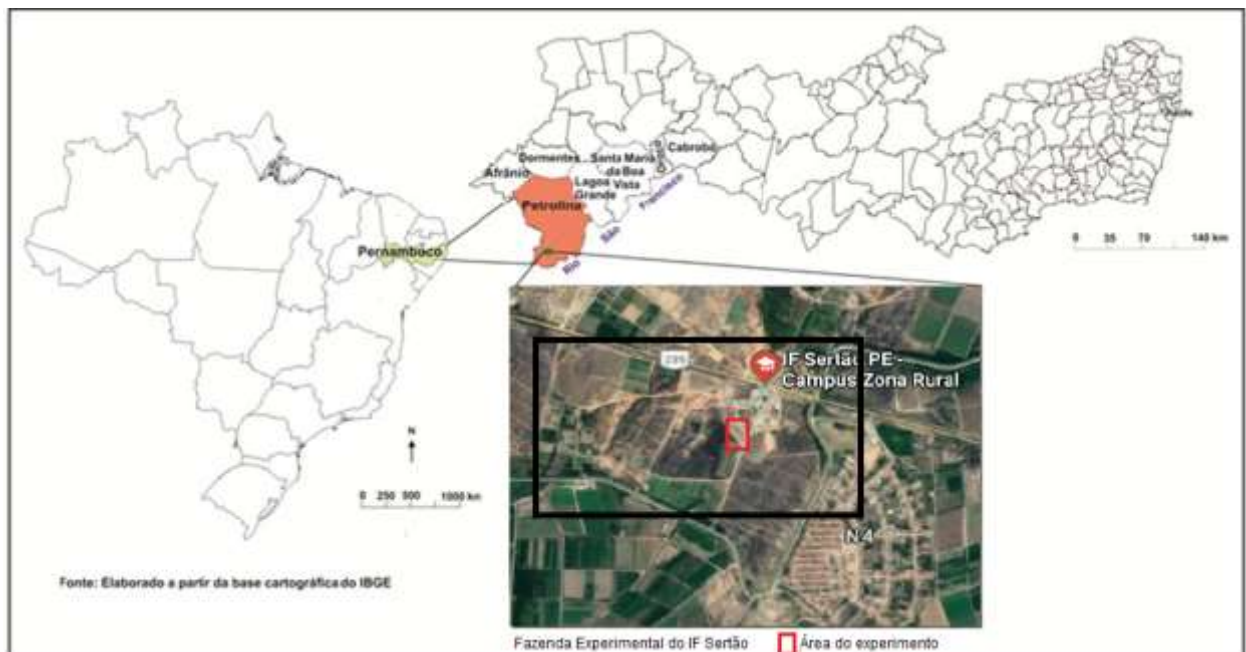 Recife
Cabrobó
Dormentes
Santa Maria
da Boa
Vista
Afrânio
Lagoa
Grande
Petrolina
São
Francisco
Rio
Pernambuco
0 35 70 140 km
IF Sertão PE -
Campus Zona Rural
N
0 250 500 1000 km
N 4
Fonte: Elaborado a partir da base cartográfica do IBGE
Fazenda Experimental do IF Sertão
Área do experimento